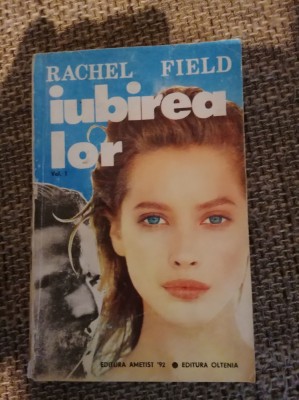 RACHEL FIELD
iubirea
lor
Vol. 1
EDITURA AMETIST '92 ● EDITURA OLTENIA